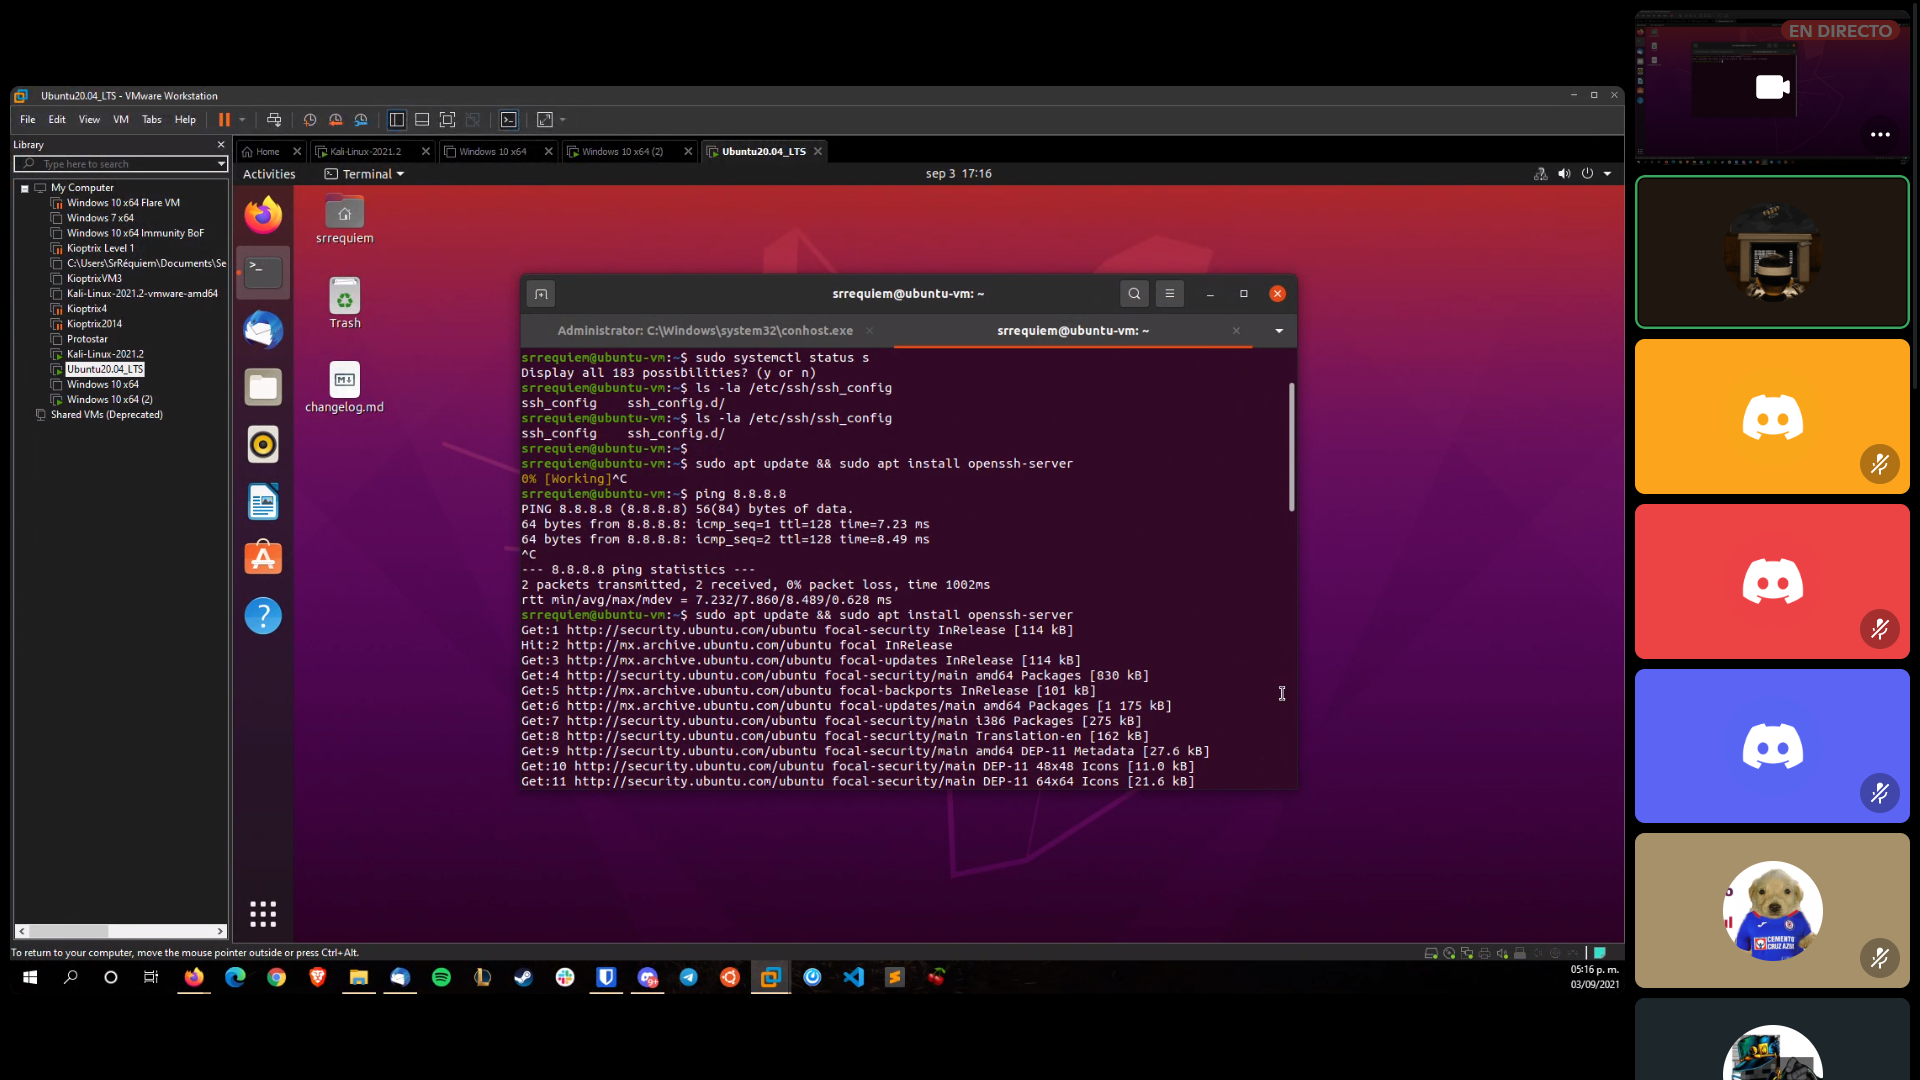 EN DIRECTO
Ubuntu20.04_LTS - VMware Workstation
File Edit View VM Tabs Help
Library
Type here to search
My Computer
Windows 10 x64 Flare VM
Windows 7 x64
Windows 10 x64 Immunity BoF
Kioptrix Level 1
C:\Users\SrRéquiem\Documents\Se
KioptrixVM3
Kali-Linux-2021.2-vmware-amd64
Kioptrix4
Kioptrix2014
Protostar
Kali-Linux-2021.2
Ubuntu20.04_LTS
Windows 10 x64
Windows 10 x64 (2)
Shared VMs (Deprecated)
Home Kali-Linux-2021.2 Windows 10 x64 Windows 10 x64 (2) Ubuntu20.04_LTS
Activities Terminal sep 3 17:16
srrequiem
Trash
changelog.md
srrequiem@ubuntu-vm: ~
Administrator: C:\Windows\system32\conhost.exe srrequiem@ubuntu-vm: ~
srrequiem@ubuntu-vm:~$ sudo systemctl status s
Display all 183 possibilities? (y or n)
srrequiem@ubuntu-vm:~$ ls -la /etc/ssh/ssh_config
ssh_config ssh_config.d/
srrequiem@ubuntu-vm:~$ ls -la /etc/ssh/ssh_config
ssh_config ssh_config.d/
srrequiem@ubuntu-vm:~$
srrequiem@ubuntu-vm:~$ sudo apt update && sudo apt install openssh-server
0% [Working]^C
srrequiem@ubuntu-vm:~$ ping 8.8.8.8
PING 8.8.8.8 (8.8.8.8) 56(84) bytes of data.
64 bytes from 8.8.8.8: icmp_seq=1 ttl=128 time=7.23 ms
64 bytes from 8.8.8.8: icmp_seq=2 ttl=128 time=8.49 ms
^C
--- 8.8.8.8 ping statistics ---
2 packets transmitted, 2 received, 0% packet loss, time 1002ms
rtt min/avg/max/mdev = 7.232/7.860/8.489/0.628 ms
srrequiem@ubuntu-vm:~$ sudo apt update && sudo apt install openssh-server
Get:1 http://security.ubuntu.com/ubuntu focal-security InRelease [114 kB]
Hit:2 http://mx.archive.ubuntu.com/ubuntu focal InRelease
Get:3 http://mx.archive.ubuntu.com/ubuntu focal-updates InRelease [114 kB]
Get:4 http://security.ubuntu.com/ubuntu focal-security/main amd64 Packages [830 kB]
Get:5 http://mx.archive.ubuntu.com/ubuntu focal-backports InRelease [101 kB]
Get:6 http://mx.archive.ubuntu.com/ubuntu focal-updates/main amd64 Packages [1 175 kB]
Get:7 http://security.ubuntu.com/ubuntu focal-security/main i386 Packages [275 kB]
Get:8 http://security.ubuntu.com/ubuntu focal-security/main Translation-en [162 kB]
Get:9 http://security.ubuntu.com/ubuntu focal-security/main amd64 DEP-11 Metadata [27.6 kB]
Get:10 http://security.ubuntu.com/ubuntu focal-security/main DEP-11 48x48 Icons [11.0 kB]
Get:11 http://security.ubuntu.com/ubuntu focal-security/main DEP-11 64x64 Icons [21.6 kB]
CEMENTO
CRUZ AZUL
To return to your computer, move the mouse pointer outside or press Ctrl+Alt.
05:16 p. m.
03/09/2021